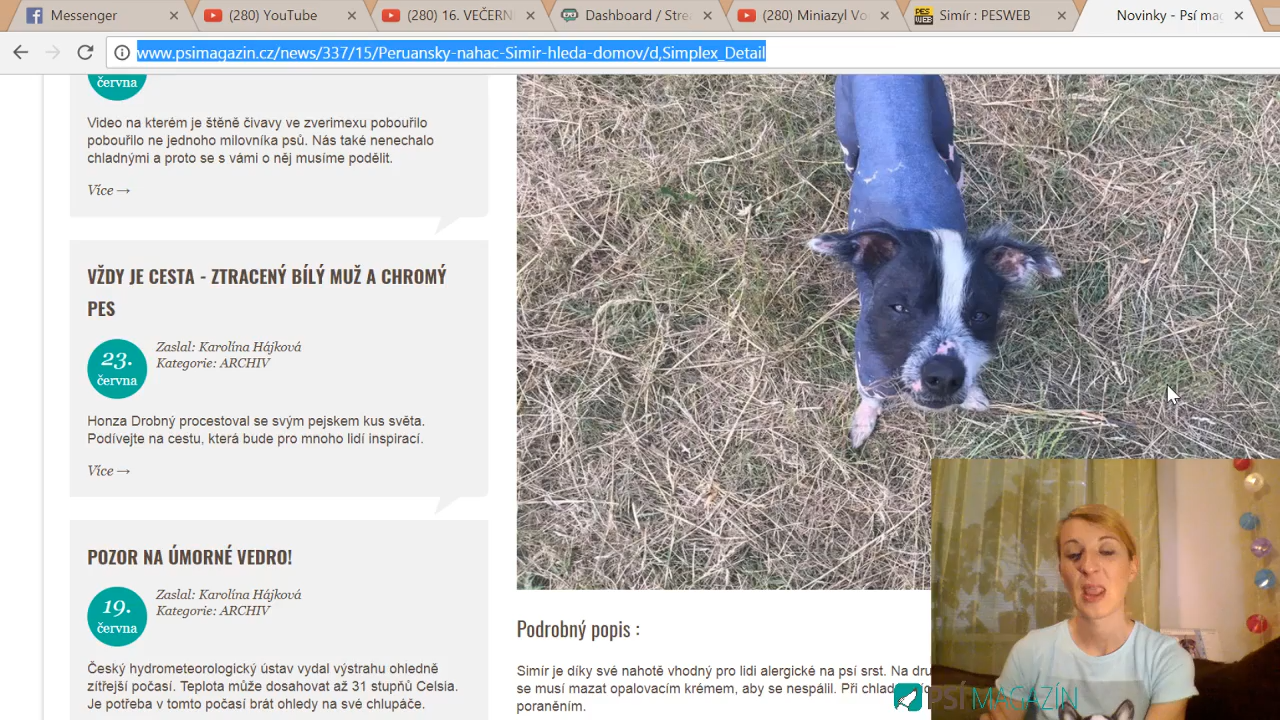 Messenger
(280) YouTube
(280) 16. VEČERN
Dashboard / Stre
(280) Miniazyl Vo
PES WEB
Simír : PESWEB
Novinky - Psí ma
www.psimagazin.cz/news/337/15/Peruansky-nahac-Simir-hleda-domov/d,Simplex_Detail
června
Video na kterém je štěně čivavy ve zverimexu pobouřilo
pobouřilo ne jednoho milovníka psů. Nás také nenechalo
chladnými a proto se s vámi o něj musíme podělit.
Více →
VŽDY JE CESTA - ZTRACENÝ BÍLÝ MUŽ A CHROMÝ
PES
23.
června
Zaslal: Karolína Hájková
Kategorie: ARCHIV
Honza Drobný procestoval se svým pejskem kus světa.
Podívejte na cestu, která bude pro mnoho lidí inspirací.
Více →
POZOR NA ÚMORNÉ VEDRO!
19.
června
Zaslal: Karolína Hájková
Kategorie: ARCHIV
Český hydrometeorologický ústav vydal výstrahu ohledně
zítřejší počasí. Teplota může dosahovat až 31 stupňů Celsia.
Je potřeba v tomto počasí brát ohledy na své chlupáče.
Podrobný popis :
Simír je díky své nahotě vhodný pro lidi alergické na psí srst. Na dru
se musí mazat opalovacím krémem, aby se nespálil. Při chlad
poraněním.
PSÍ MAGAZÍN